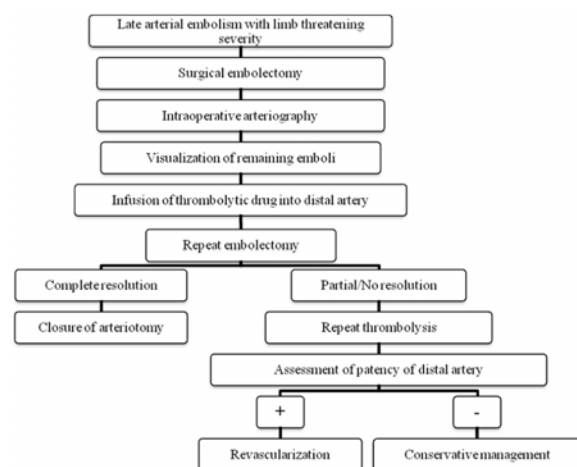 Late arterial embolism with limb threatening
severity
Surgical embolectomy
Intraoperative arteriography
Visualization of remaining emboli
Infusion of thrombolytic drug into distal artery
Repeat embolectomy
Complete resolution
Partial/No resolution
Closure of arteriotomy
Repeat thrombolysis
Assessment of patency of distal artery
+
-
Revascularization
Conservative management